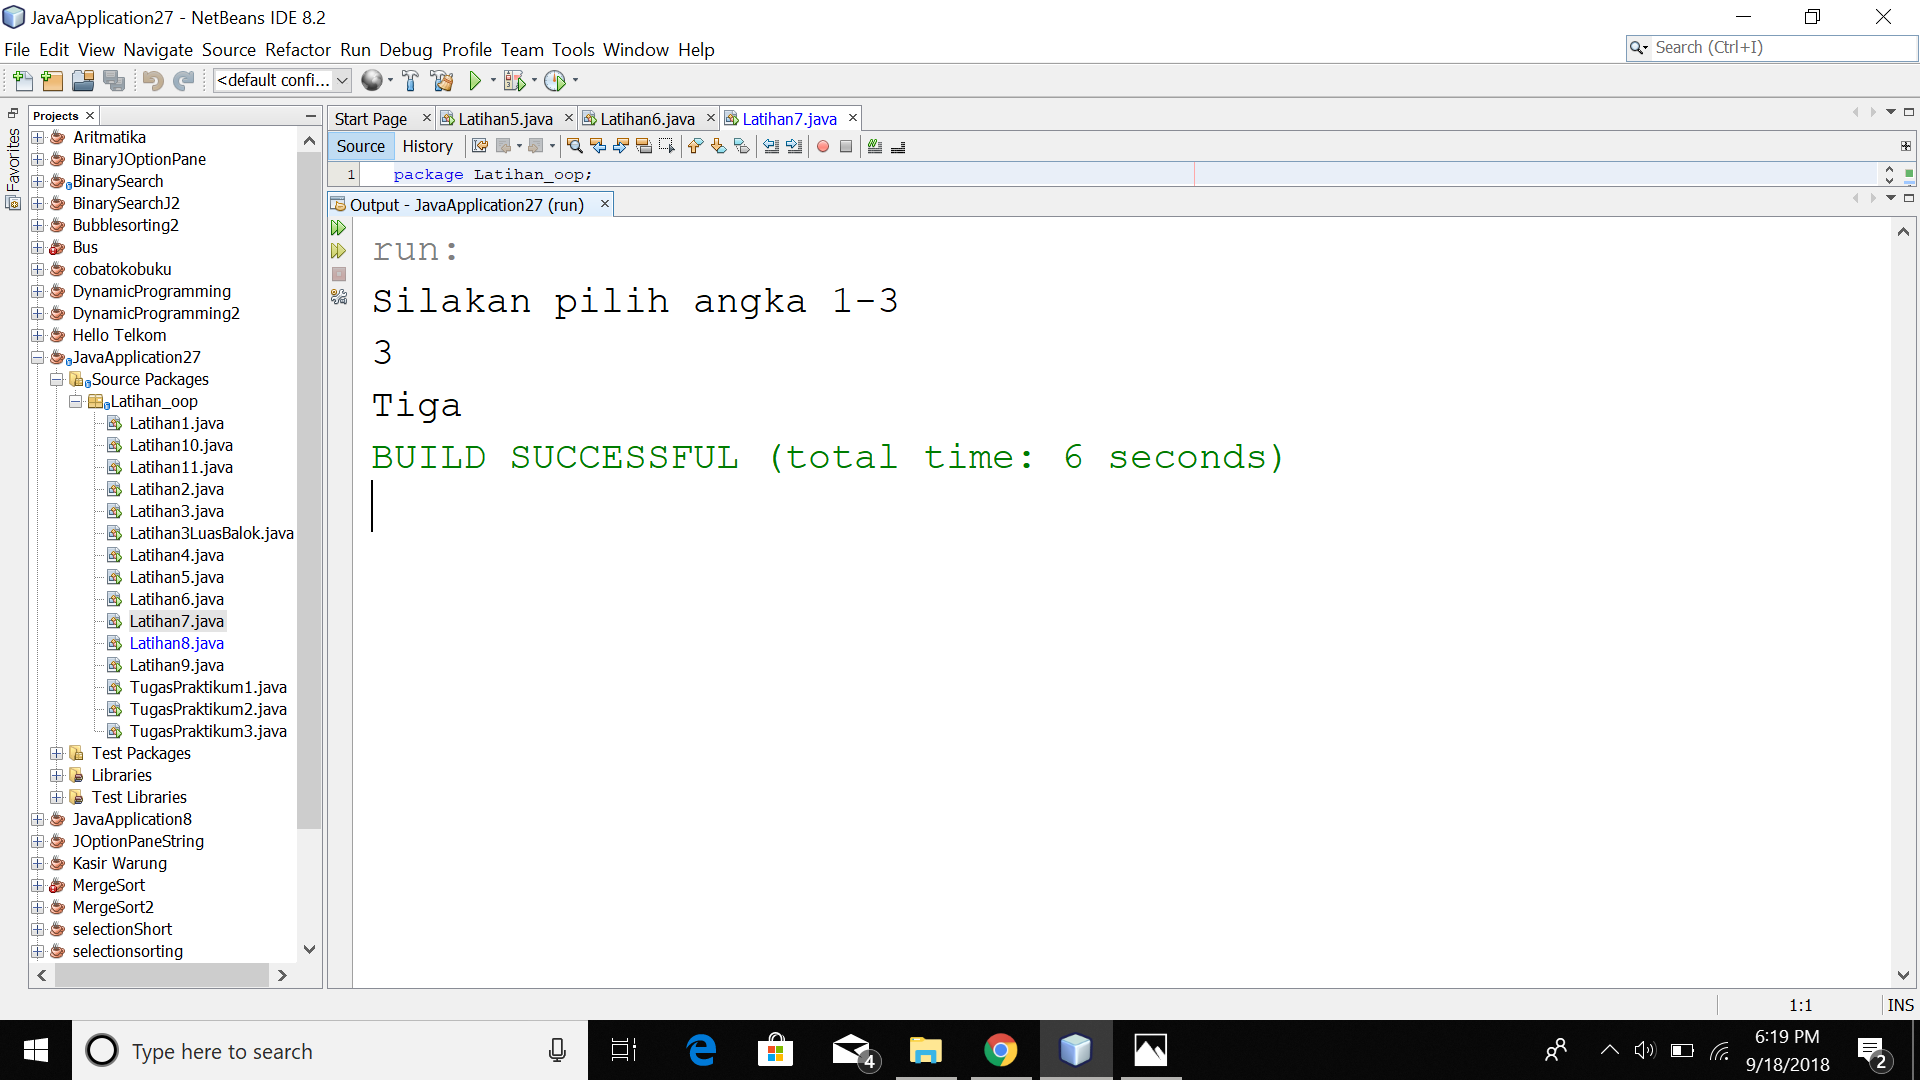 JavaApplication27 - NetBeans IDE 8.2
File Edit View Navigate Source Refactor Run Debug Profile Team Tools Window Help
Search (Ctrl+I)
<default confi...
Favorites
Projects
Aritmatika
BinaryJOptionPane
BinarySearch
BinarySearchJ2
Bubblesorting2
Bus
cobatokobuku
DynamicProgramming
DynamicProgramming2
Hello Telkom
JavaApplication27
Source Packages
Latihan_oop
Latihan1.java
Latihan10.java
Latihan11.java
Latihan2.java
Latihan3.java
Latihan3LuasBalok.java
Latihan4.java
Latihan5.java
Latihan6.java
Latihan7.java
Latihan8.java
Latihan9.java
TugasPraktikum1.java
TugasPraktikum2.java
TugasPraktikum3.java
Test Packages
Libraries
Test Libraries
JavaApplication8
JOptionPaneString
Kasir Warung
MergeSort
MergeSort2
selectionShort
selectionsorting
Start Page Latihan5.java Latihan6.java Latihan7.java
Source History
1 package Latihan_oop;
Output - JavaApplication27 (run)
run:
Silakan pilih angka 1-3
3
Tiga
BUILD SUCCESSFUL (total time: 6 seconds)
1:1 INS
Type here to search
4
6:19 PM
9/18/2018
2